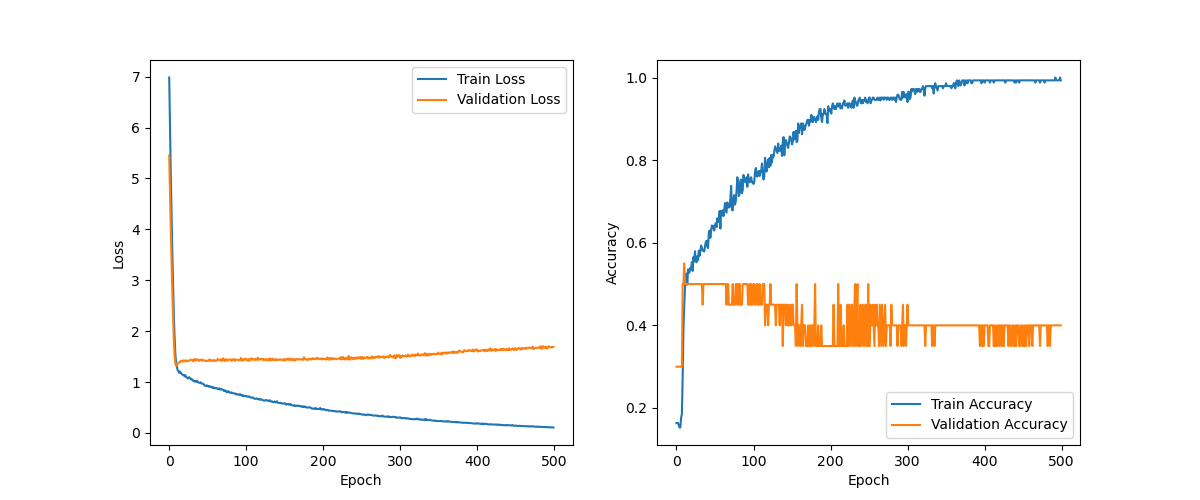 7
6
5
4
3
2
1
0
Loss
0 100 200 300 400 500
Epoch
Train Loss
Validation Loss
1.0
0.8
0.6
0.4
0.2
Accuracy
0 100 200 300 400 500
Epoch
Train Accuracy
Validation Accuracy